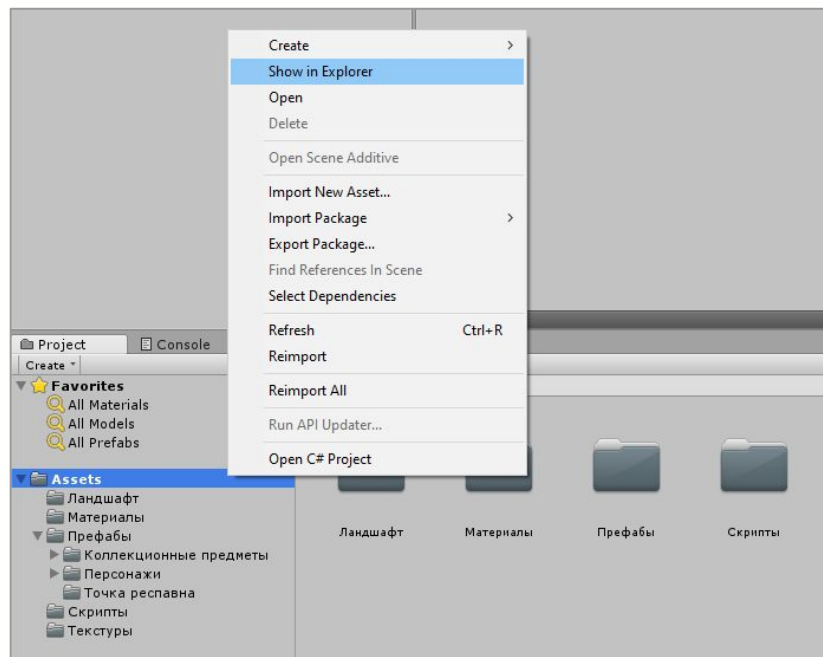 Create
Show in Explorer
Open
Delete
Open Scene Additive
Import New Asset...
Import Package
Export Package...
Find References In Scene
Select Dependencies
Refresh Ctrl+R
Reimport
Reimport All
Run API Updater...
Open C# Project
Project Console
Create
Favorites
All Materials
All Models
All Prefabs
Assets
Ландшафт
Материалы
Префабы
Коллекционные предметы
Персонажи
Точка респавна
Скрипты
Текстуры
Ландшафт Материалы Префабы Скрипты